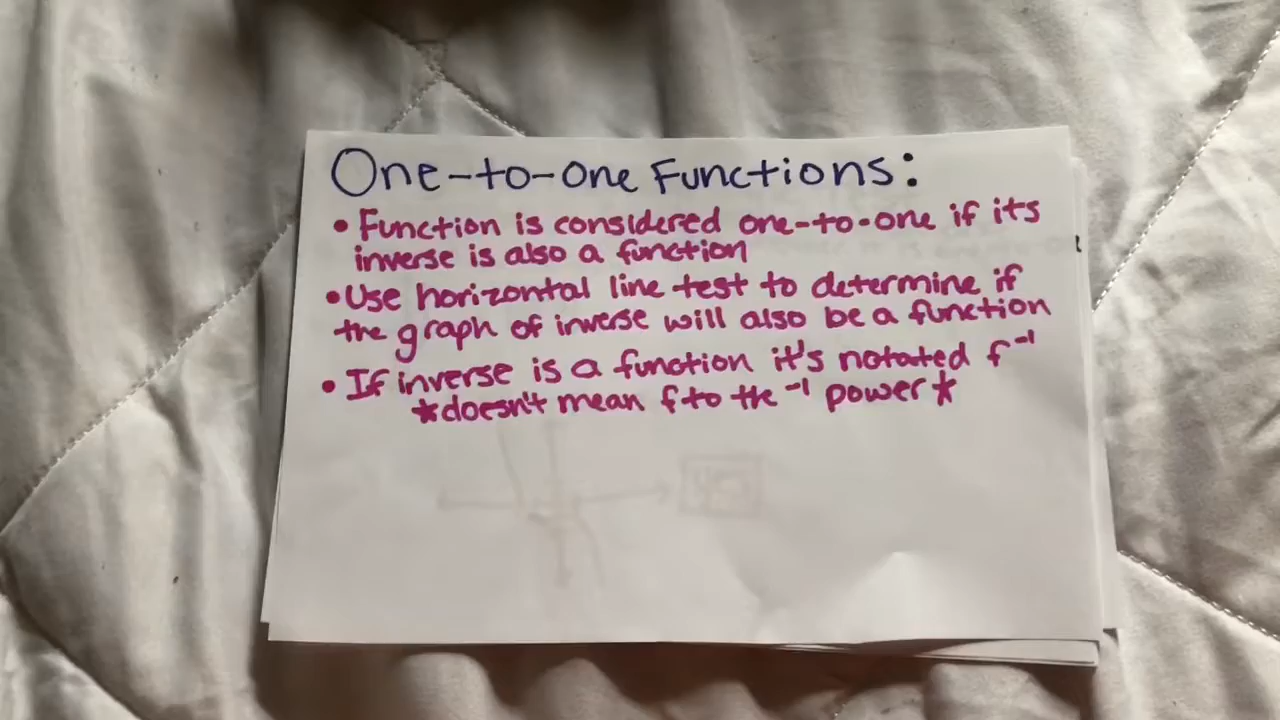 One-to-one Functions:
• Function is considered one-to-one if its
inverse is also a function
• Use horizontal line test to determine if
the graph of inverse will also be a function
• If inverse is a function it's notated f⁻¹
*doesn't mean f to the ⁻¹ power*